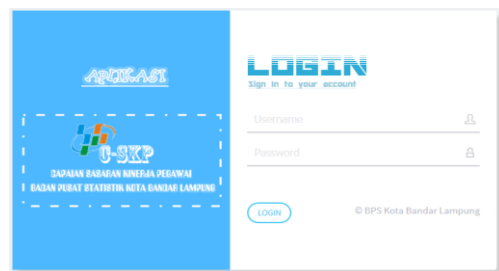 APLIKASI
C-SKP
CAPAIAN SASARAN KINERJA PEGAWAI
BADAN PUSAT STATISTIK KOTA BANDAR LAMPUNG
LOGIN
Sign In to your account
Username
Password
LOGIN
© BPS Kota Bandar Lampung